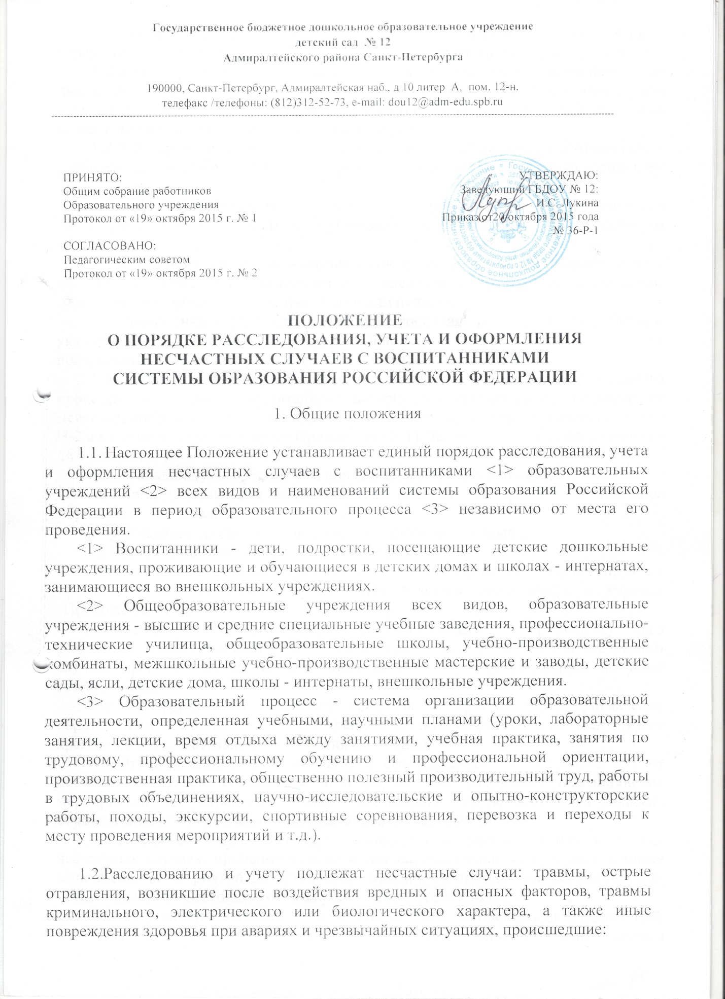 Государственное бюджетное дошкольное образовательное учреждение
детский сад № 12
Адмиралтейского района Санкт-Петербурга
190000, Санкт-Петербург, Адмиралтейская наб., д 10 литер А, пом. 12-н.
телефакс /телефоны: (812)312-52-73, e-mail: dou12@adm-edu.spb.ru
ПРИНЯТО:
Общим собрание работников
Образовательного учреждения
Протокол от «19» октября 2015 г. № 1
СОГЛАСОВАНО:
Педагогическим советом
Протокол от «19» октября 2015 г. № 2
УТВЕРЖДАЮ:
Заведующий ГБДОУ № 12:
И.С. Лукина
Приказ от20 октября 2015 года
№ 36-Р-1
ПОЛОЖЕНИЕ
О ПОРЯДКЕ РАССЛЕДОВАНИЯ, УЧЕТА И ОФОРМЛЕНИЯ
НЕСЧАСТНЫХ СЛУЧАЕВ С ВОСПИТАННИКАМИ
СИСТЕМЫ ОБРАЗОВАНИЯ РОССИЙСКОЙ ФЕДЕРАЦИИ
1. Общие положения
1.1. Настоящее Положение устанавливает единый порядок расследования, учета
и оформления несчастных случаев с воспитанниками <1> образовательных
учреждений <2> всех видов и наименований системы образования Российской
Федерации в период образовательного процесса <3> независимо от места его
проведения.
<1> Воспитанники - дети, подростки, посещающие детские дошкольные
учреждения, проживающие и обучающиеся в детских домах и школах - интернатах,
занимающиеся во внешкольных учреждениях.
<2> Общеобразовательные учреждения всех видов, образовательные
учреждения - высшие и средние специальные учебные заведения, профессионально-
технические училища, общеобразовательные школы, учебно-производственные
комбинаты, межшкольные учебно-производственные мастерские и заводы, детские
сады, ясли, детские дома, школы - интернаты, внешкольные учреждения.
<3> Образовательный процесс - система организации образовательной
деятельности, определенная учебными, научными планами (уроки, лабораторные
занятия, лекции, время отдыха между занятиями, учебная практика, занятия по
трудовому, профессиональному обучению и профессиональной ориентации,
производственная практика, общественно полезный производительный труд, работы
в трудовых объединениях, научно-исследовательские и опытно-конструкторские
работы, походы, экскурсии, спортивные соревнования, перевозка и переходы к
месту проведения мероприятий и т.д.).
1.2.Расследованию и учету подлежат несчастные случаи: травмы, острые
отравления, возникшие после воздействия вредных и опасных факторов, травмы
криминального, электрического или биологического характера, а также иные
повреждения здоровья при авариях и чрезвычайных ситуациях, происшедшие: